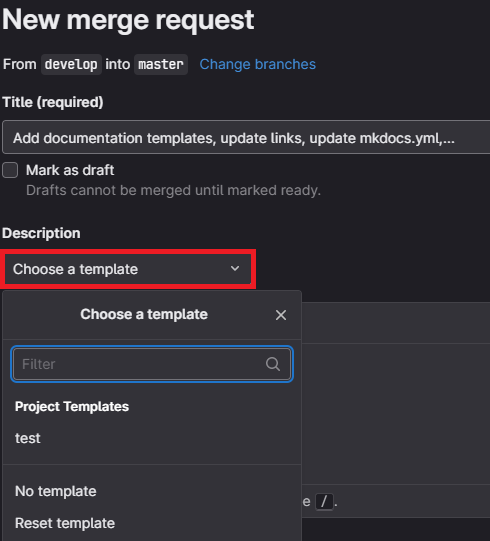 New merge request
From develop into master Change branches
Title (required)
Add documentation templates, update links, update mkdocs.yml,...
Mark as draft
Drafts cannot be merged until marked ready.
Description
Choose a template
Choose a template
Filter
Project Templates
test
No template
e /.
Reset template